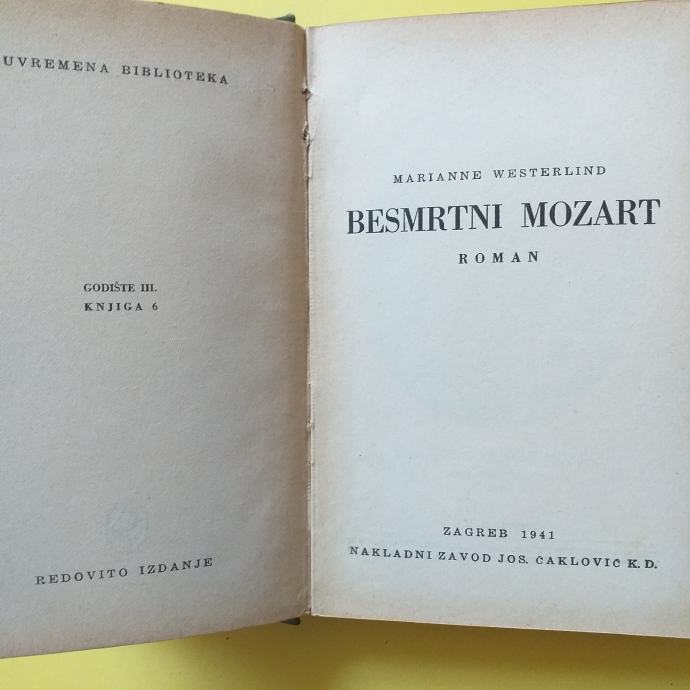 UVREMENA BIBLIOTEKA
GODIŠTE III.
KNJIGA 6
REDOVITO IZDANJE
MARIANNE WESTERLIND
BESMRTNI MOZART
ROMAN
ZAGREB 1941
NAKLADNI ZAVOD JOS. ČAKLOVIĆ K. D.